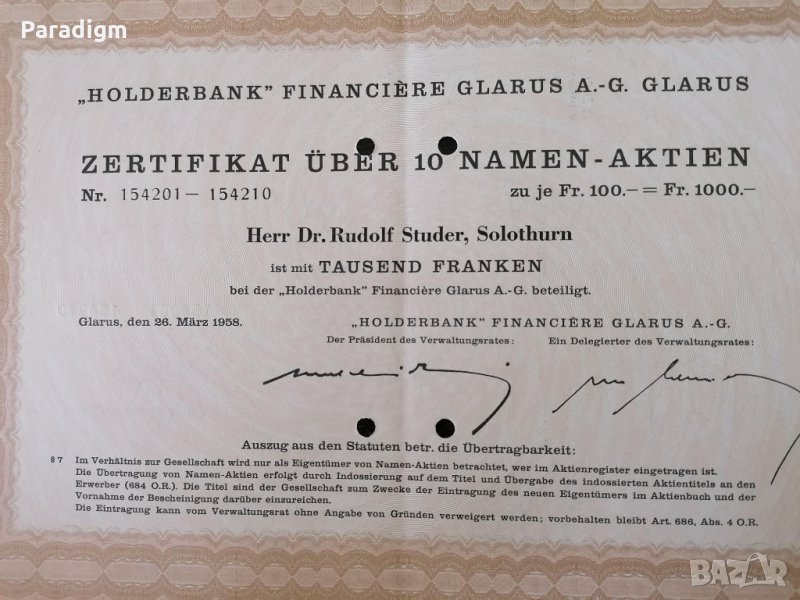 Paradigm
„HOLDERBANK” FINANCIÈRE GLARUS A.-G. GLARUS
ZERTIFIKAT ÜBER 10 NAMEN-AKTIEN
Nr. 154201 — 154210 zu je Fr. 100.— = Fr. 1000.—
Herr Dr. Rudolf Studer, Solothurn
ist mit TAUSEND FRANKEN
bei der „Holderbank” Financière Glarus A.-G. beteiligt.
Glarus, den 26. März 1958. „HOLDERBANK” FINANCIÈRE GLARUS A.-G.
Der Präsident des Verwaltungsrates: Ein Delegierter des Verwaltungsrates:
Auszug aus den Statuten betr. die Übertragbarkeit:
§ 7 Im Verhältnis zur Gesellschaft wird nur als Eigentümer von Namen-Aktien betrachtet, wer im Aktienregister eingetragen ist.
Die Übertragung von Namen-Aktien erfolgt durch Indossierung auf dem Titel und Übergabe des indossierten Aktientitels an den
Erwerber (684 O.R.). Die Titel sind der Gesellschaft zum Zwecke der Eintragung des neuen Eigentümers im Aktienbuch und der
Vornahme der Bescheinigung darüber einzureichen.
Die Eintragung kann vom Verwaltungsrat ohne Angabe von Gründen verweigert werden; vorbehalten bleibt Art. 686, Abs. 4 O.R.
BAZAR